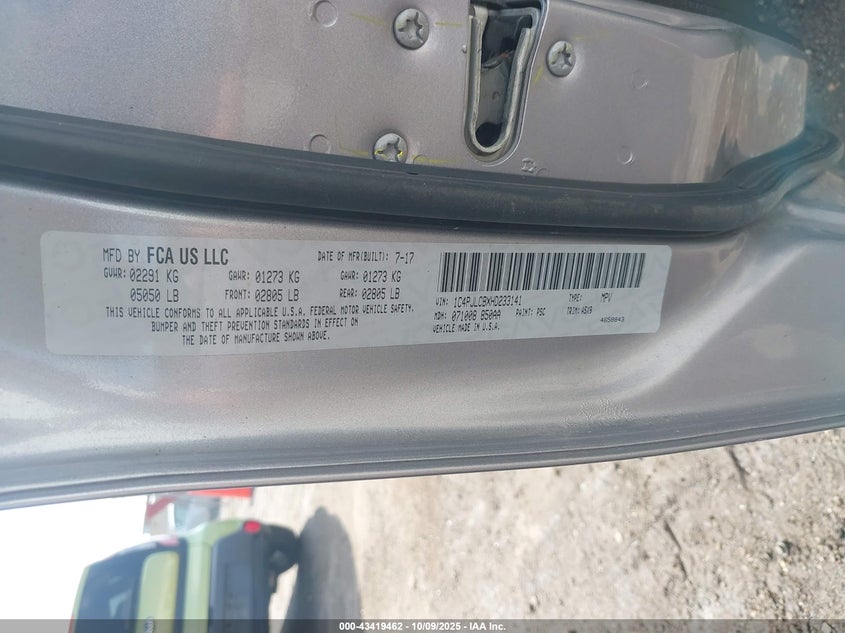 MFD BY FCA US LLC DATE OF MFR(BUILT): 7-17
GVWR: 02291 KG GAWR: 01273 KG GAWR: 01273 KG
05050 LB FRONT: 02805 LB REAR: 02805 LB
THIS VEHICLE CONFORMS TO ALL APPLICABLE U.S.A. FEDERAL MOTOR VEHICLE SAFETY,
BUMPER AND THEFT PREVENTION STANDARDS IN EFFECT ON
THE DATE OF MANUFACTURE SHOWN ABOVE.
VIN: 1C4PJLCBXHD233141 TYPE: MPV
MDH: 071008 850AA PAINT: PSC TRIM: A5X9
VEHICLE MADE IN U.S.A. 4650843
000-43419462 - 10/09/2025 - IAA Inc.